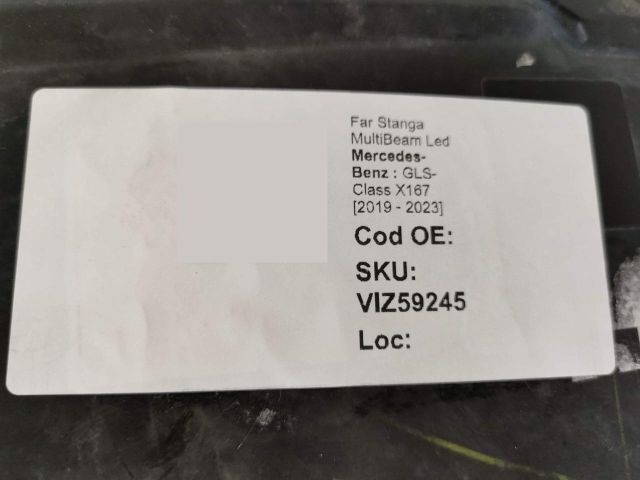 Far Stanga
MultiBeam Led
Mercedes-
Benz : GLS-
Class X167
[2019 - 2023]
Cod OE:
SKU:
VIZ59245
Loc: